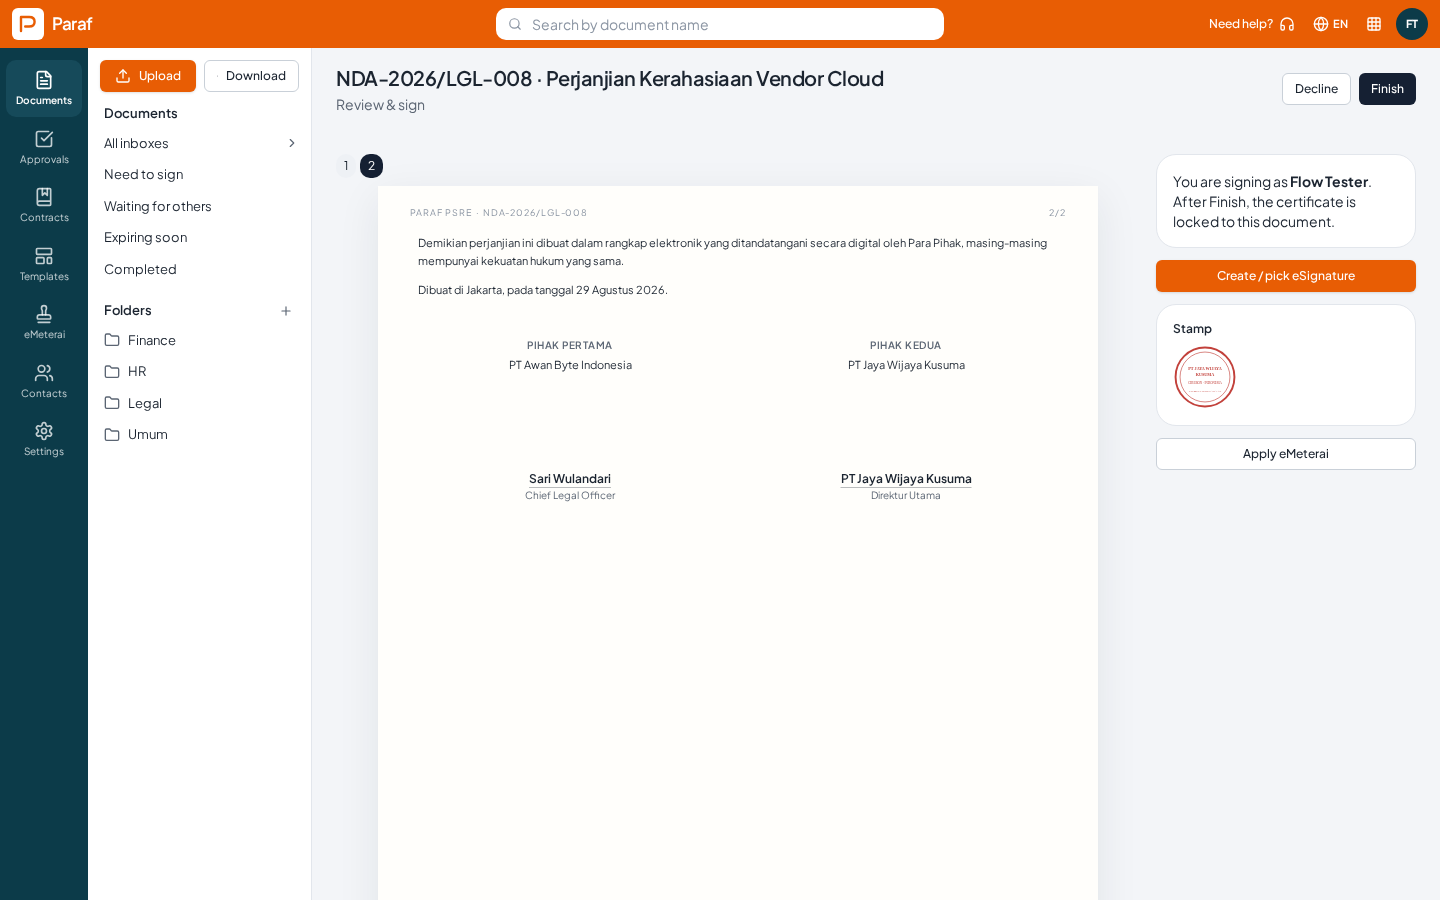 Paraf
Search by document name
Need help?
EN
FT
Documents
Approvals
Contracts
Templates
eMeterai
Contacts
Settings
Upload
Download
Documents
All inboxes
Need to sign
Waiting for others
Expiring soon
Completed
Folders
Finance
HR
Legal
Umum
NDA-2026/LGL-008 · Perjanjian Kerahasiaan Vendor Cloud
Review & sign
Decline
Finish
1
2
PARAF PSRE · NDA-2026/LGL-008
2/2
Demikian perjanjian ini dibuat dalam rangkap elektronik yang ditandatangani secara digital oleh Para Pihak, masing-masing
mempunyai kekuatan hukum yang sama.
Dibuat di Jakarta, pada tanggal 29 Agustus 2026.
PIHAK PERTAMA
PT Awan Byte Indonesia
PIHAK KEDUA
PT Jaya Wijaya Kusuma
Sari Wulandari
Chief Legal Officer
PT Jaya Wijaya Kusuma
Direktur Utama
You are signing as Flow Tester.
After Finish, the certificate is
locked to this document.
Create / pick eSignature
Stamp
PT JAYA WIJAYA
KUSUMA
Apply eMeterai